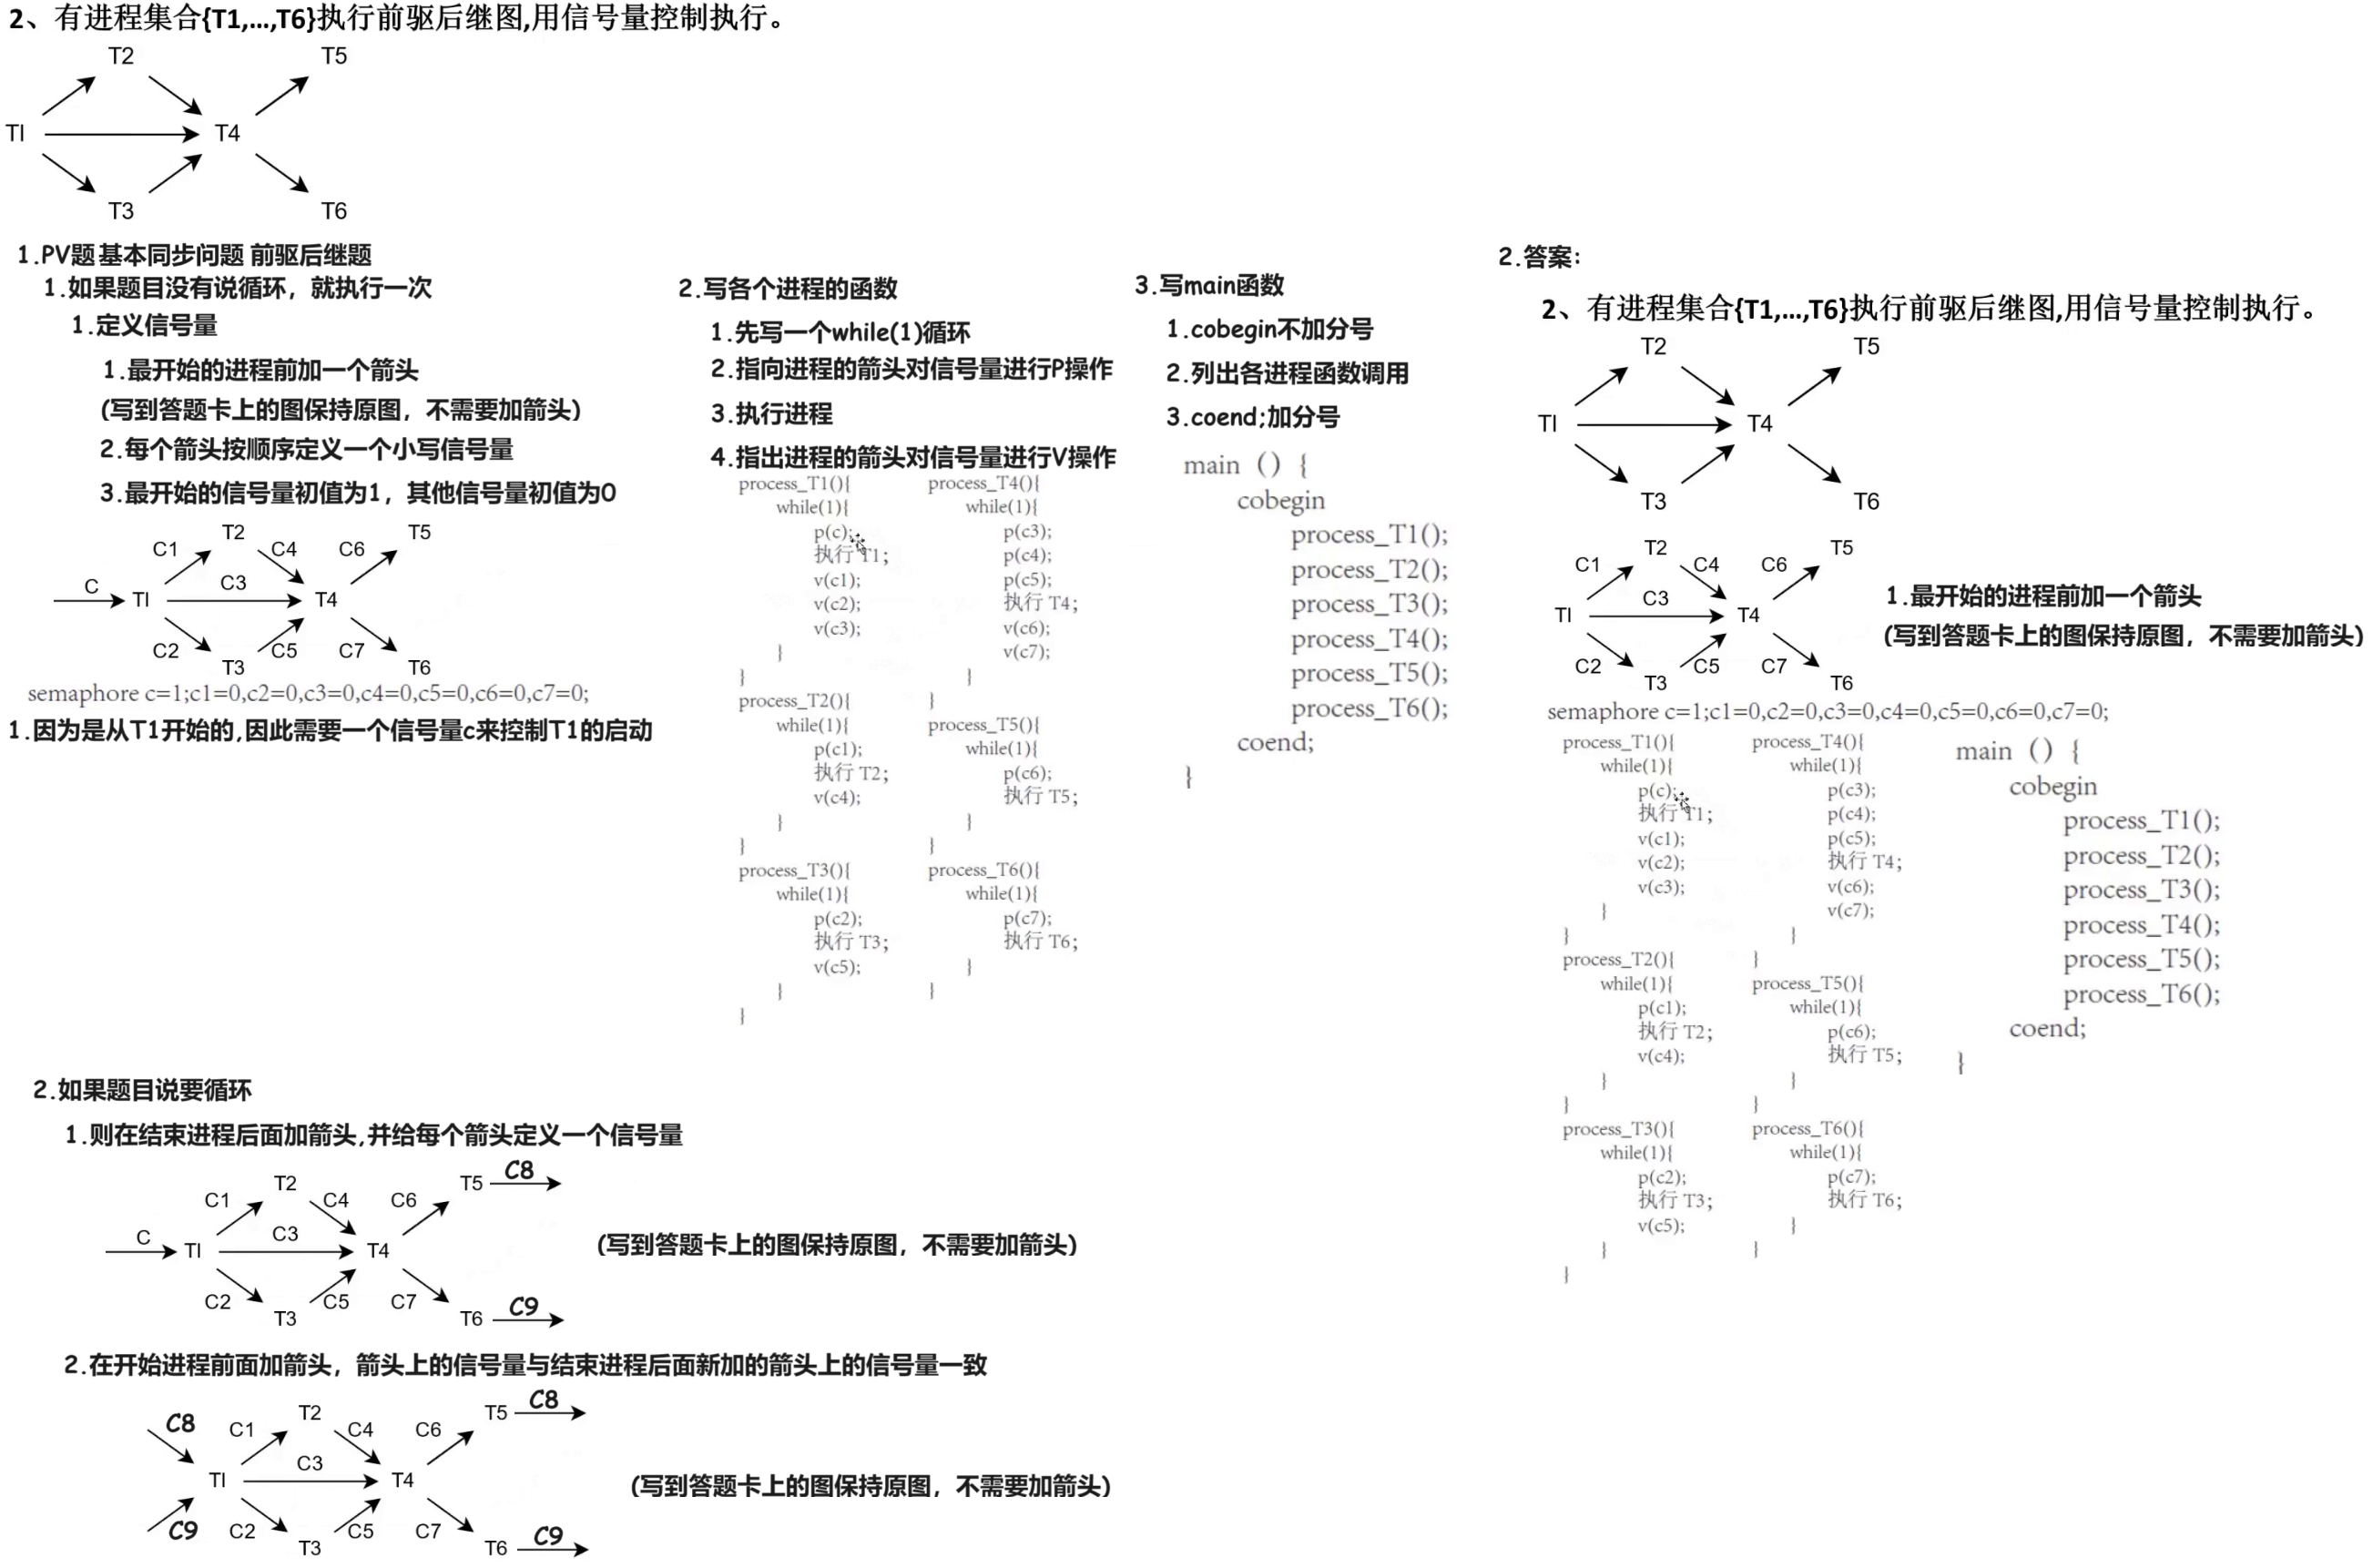 2、有进程集合{T1,...,T6}执行前驱后继图,用信号量控制执行。
T2
T5
TI
T4
T3
T6
1.PV题 基本同步问题 前驱后继题
1.如果题目没有说循环，就执行一次
1.定义信号量
1.最开始的进程前加一个箭头
(写到答题卡上的图保持原图，不需要加箭头)
2.每个箭头按顺序定义一个小写信号量
3.最开始的信号量初值为1，其他信号量初值为0
T2
T5
C1
C4
C6
C
TI
C3
T4
C2
C5
C7
T3
T6
semaphore c=1;c1=0,c2=0,c3=0,c4=0,c5=0,c6=0,c7=0;
1.因为是从T1开始的,因此需要一个信号量c来控制T1的启动
2.写各个进程的函数
1.先写一个while(1)循环
2.指向进程的箭头对信号量进行P操作
3.执行进程
4.指出进程的箭头对信号量进行V操作
process_T1(){
while(1){
p(c);
执行 T1;
v(c1);
v(c2);
v(c3);
}
}
process_T2(){
while(1){
p(c1);
执行 T2;
v(c4);
}
}
process_T3(){
while(1){
p(c2);
执行 T3;
v(c5);
}
}
process_T4(){
while(1){
p(c3);
p(c4);
p(c5);
执行 T4;
v(c6);
v(c7);
}
}
process_T5(){
while(1){
p(c6);
执行 T5;
}
}
process_T6(){
while(1){
p(c7);
执行 T6;
}
}
3.写main函数
1.cobegin不加分号
2.列出各进程函数调用
3.coend;加分号
main () {
cobegin
process_T1();
process_T2();
process_T3();
process_T4();
process_T5();
process_T6();
coend;
}
2.如果题目说要循环
1.则在结束进程后面加箭头,并给每个箭头定义一个信号量
T2
T5
C8
C1
C4
C6
C
TI
C3
T4
C2
C5
C7
T3
T6
C9
(写到答题卡上的图保持原图，不需要加箭头)
2.在开始进程前面加箭头，箭头上的信号量与结束进程后面新加的箭头上的信号量一致
C8
T2
T5
C8
C1
C4
C6
TI
C3
T4
C9
C2
C5
C7
T3
T6
C9
(写到答题卡上的图保持原图，不需要加箭头)
2.答案:
2、有进程集合{T1,...,T6}执行前驱后继图,用信号量控制执行。
T2
T5
TI
T4
T3
T6
T2
T5
C1
C4
C6
TI
C3
T4
C2
C5
C7
T3
T6
1.最开始的进程前加一个箭头
(写到答题卡上的图保持原图，不需要加箭头)
semaphore c=1;c1=0,c2=0,c3=0,c4=0,c5=0,c6=0,c7=0;
process_T1(){
while(1){
p(c);
执行 T1;
v(c1);
v(c2);
v(c3);
}
}
process_T2(){
while(1){
p(c1);
执行 T2;
v(c4);
}
}
process_T3(){
while(1){
p(c2);
执行 T3;
v(c5);
}
}
process_T4(){
while(1){
p(c3);
p(c4);
p(c5);
执行 T4;
v(c6);
v(c7);
}
}
process_T5(){
while(1){
p(c6);
执行 T5;
}
}
process_T6(){
while(1){
p(c7);
执行 T6;
}
}
main () {
cobegin
process_T1();
process_T2();
process_T3();
process_T4();
process_T5();
process_T6();
coend;
}